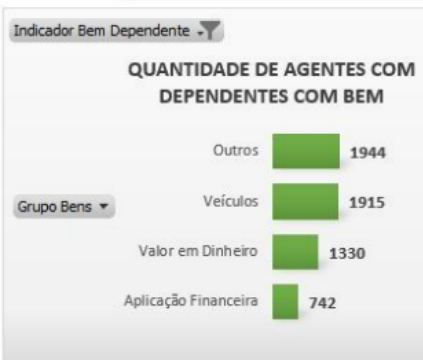 Indicador Bem Dependente
QUANTIDADE DE AGENTES COM
DEPENDENTES COM BEM
Outros 1944
Grupo Bens
Veículos 1915
Valor em Dinheiro 1330
Aplicação Financeira 742